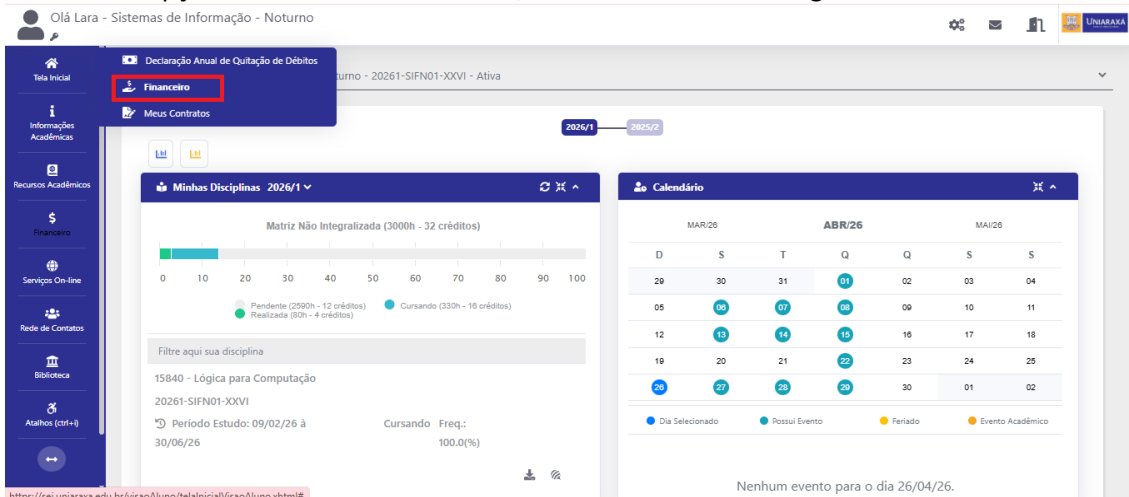 Olá Lara - Sistemas de Informação - Noturno
UNIARAXÁ
Tela Inicial
Informações
Acadêmicas
Recursos Acadêmicos
Financeiro
Serviços On-line
Rede de Contatos
Biblioteca
Atalhos (ctrl+i)
Declaração Anual de Quitação de Débitos
Financeiro
Meus Contratos
urno - 20261-SIFN01-XXVI - Ativa
2026/1
2025/2
Minhas Disciplinas 2026/1
Matriz Não Integralizada (3000h - 32 créditos)
0 10 20 30 40 50 60 70 80 90 100
Pendente (2590h - 12 créditos) Cursando (330h - 16 créditos)
Realizada (80h - 4 créditos)
Filtre aqui sua disciplina
15840 - Lógica para Computação
20261-SIFN01-XXVI
Período Estudo: 09/02/26 à Cursando Freq.:
30/06/26 100.0(%)
Calendário
MAR/26 ABR/26 MAI/26
D S T Q Q S S
29 30 31 01 02 03 04
05 06 07 08 09 10 11
12 13 14 15 16 17 18
19 20 21 22 23 24 25
26 27 28 29 30 01 02
Dia Selecionado Possui Evento Feriado Evento Acadêmico
Nenhum evento para o dia 26/04/26.
https://sei.uniaraxa.edu.br/visaoAluno/telaInicialVisaoAluno.xhtml#